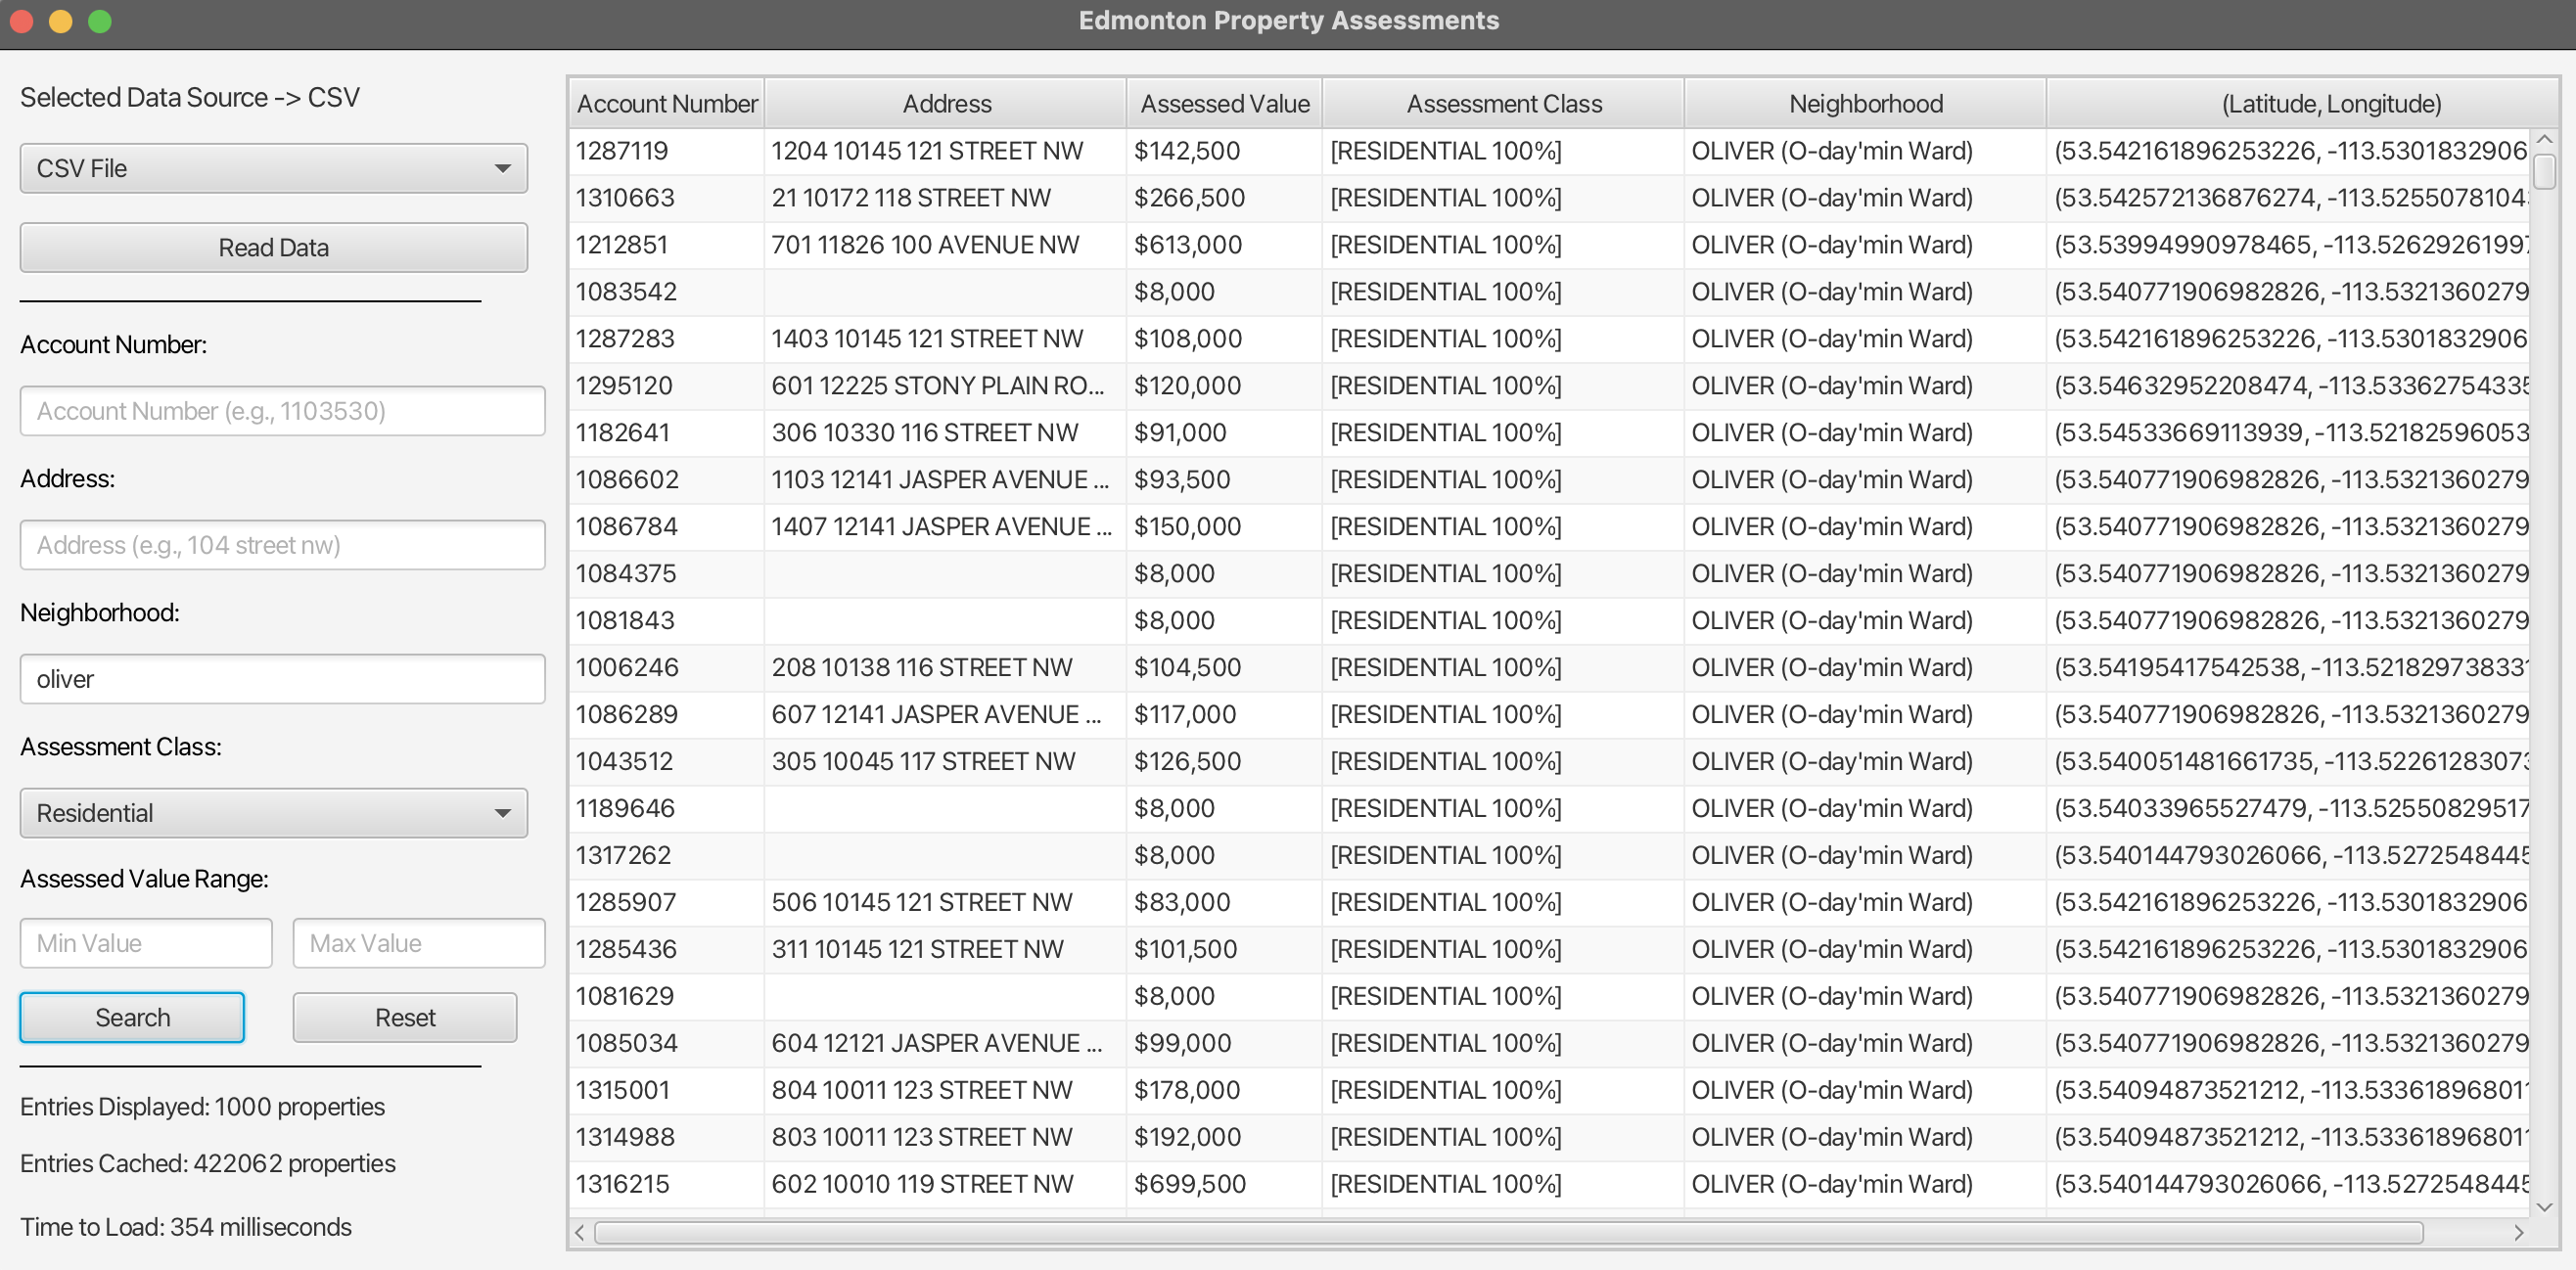 Edmonton Property Assessments
Selected Data Source -> CSV
CSV File
Read Data
Account Number:
Account Number (e.g., 1103530)
Address:
Address (e.g., 104 street nw)
Neighborhood:
oliver
Assessment Class:
Residential
Assessed Value Range:
Min Value Max Value
Search Reset
Entries Displayed: 1000 properties
Entries Cached: 422062 properties
Time to Load: 354 milliseconds
Account Number Address Assessed Value Assessment Class Neighborhood (Latitude, Longitude)
1287119 1204 10145 121 STREET NW $142,500 [RESIDENTIAL 100%] OLIVER (O-day'min Ward) (53.542161896253226, -113.5301832906
1310663 21 10172 118 STREET NW $266,500 [RESIDENTIAL 100%] OLIVER (O-day'min Ward) (53.542572136876274, -113.5255078104
1212851 701 11826 100 AVENUE NW $613,000 [RESIDENTIAL 100%] OLIVER (O-day'min Ward) (53.53994990978465, -113.5262926199
1083542 $8,000 [RESIDENTIAL 100%] OLIVER (O-day'min Ward) (53.540771906982826, -113.5321360279
1287283 1403 10145 121 STREET NW $108,000 [RESIDENTIAL 100%] OLIVER (O-day'min Ward) (53.542161896253226, -113.5301832906
1295120 601 12225 STONY PLAIN RO... $120,000 [RESIDENTIAL 100%] OLIVER (O-day'min Ward) (53.54632952208474, -113.53362754335
1182641 306 10330 116 STREET NW $91,000 [RESIDENTIAL 100%] OLIVER (O-day'min Ward) (53.54533669113939, -113.52182596053
1086602 1103 12141 JASPER AVENUE ... $93,500 [RESIDENTIAL 100%] OLIVER (O-day'min Ward) (53.540771906982826, -113.5321360279
1086784 1407 12141 JASPER AVENUE ... $150,000 [RESIDENTIAL 100%] OLIVER (O-day'min Ward) (53.540771906982826, -113.5321360279
1084375 $8,000 [RESIDENTIAL 100%] OLIVER (O-day'min Ward) (53.540771906982826, -113.5321360279
1081843 $8,000 [RESIDENTIAL 100%] OLIVER (O-day'min Ward) (53.540771906982826, -113.5321360279
1006246 208 10138 116 STREET NW $104,500 [RESIDENTIAL 100%] OLIVER (O-day'min Ward) (53.54195417542538, -113.52182973833
1086289 607 12141 JASPER AVENUE ... $117,000 [RESIDENTIAL 100%] OLIVER (O-day'min Ward) (53.540771906982826, -113.5321360279
1043512 305 10045 117 STREET NW $126,500 [RESIDENTIAL 100%] OLIVER (O-day'min Ward) (53.540051481661735, -113.5226128307
1189646 $8,000 [RESIDENTIAL 100%] OLIVER (O-day'min Ward) (53.54033965527479, -113.52550829517
1317262 $8,000 [RESIDENTIAL 100%] OLIVER (O-day'min Ward) (53.540144793026066, -113.5272548445
1285907 506 10145 121 STREET NW $83,000 [RESIDENTIAL 100%] OLIVER (O-day'min Ward) (53.542161896253226, -113.5301832906
1285436 311 10145 121 STREET NW $101,500 [RESIDENTIAL 100%] OLIVER (O-day'min Ward) (53.542161896253226, -113.5301832906
1081629 $8,000 [RESIDENTIAL 100%] OLIVER (O-day'min Ward) (53.540771906982826, -113.5321360279
1085034 604 12121 JASPER AVENUE ... $99,000 [RESIDENTIAL 100%] OLIVER (O-day'min Ward) (53.540771906982826, -113.5321360279
1315001 804 10011 123 STREET NW $178,000 [RESIDENTIAL 100%] OLIVER (O-day'min Ward) (53.54094873521212, -113.53361896801
1314988 803 10011 123 STREET NW $192,000 [RESIDENTIAL 100%] OLIVER (O-day'min Ward) (53.54094873521212, -113.53361896801
1316215 602 10010 119 STREET NW $699,500 [RESIDENTIAL 100%] OLIVER (O-day'min Ward) (53.540144793026066, -113.5272548445